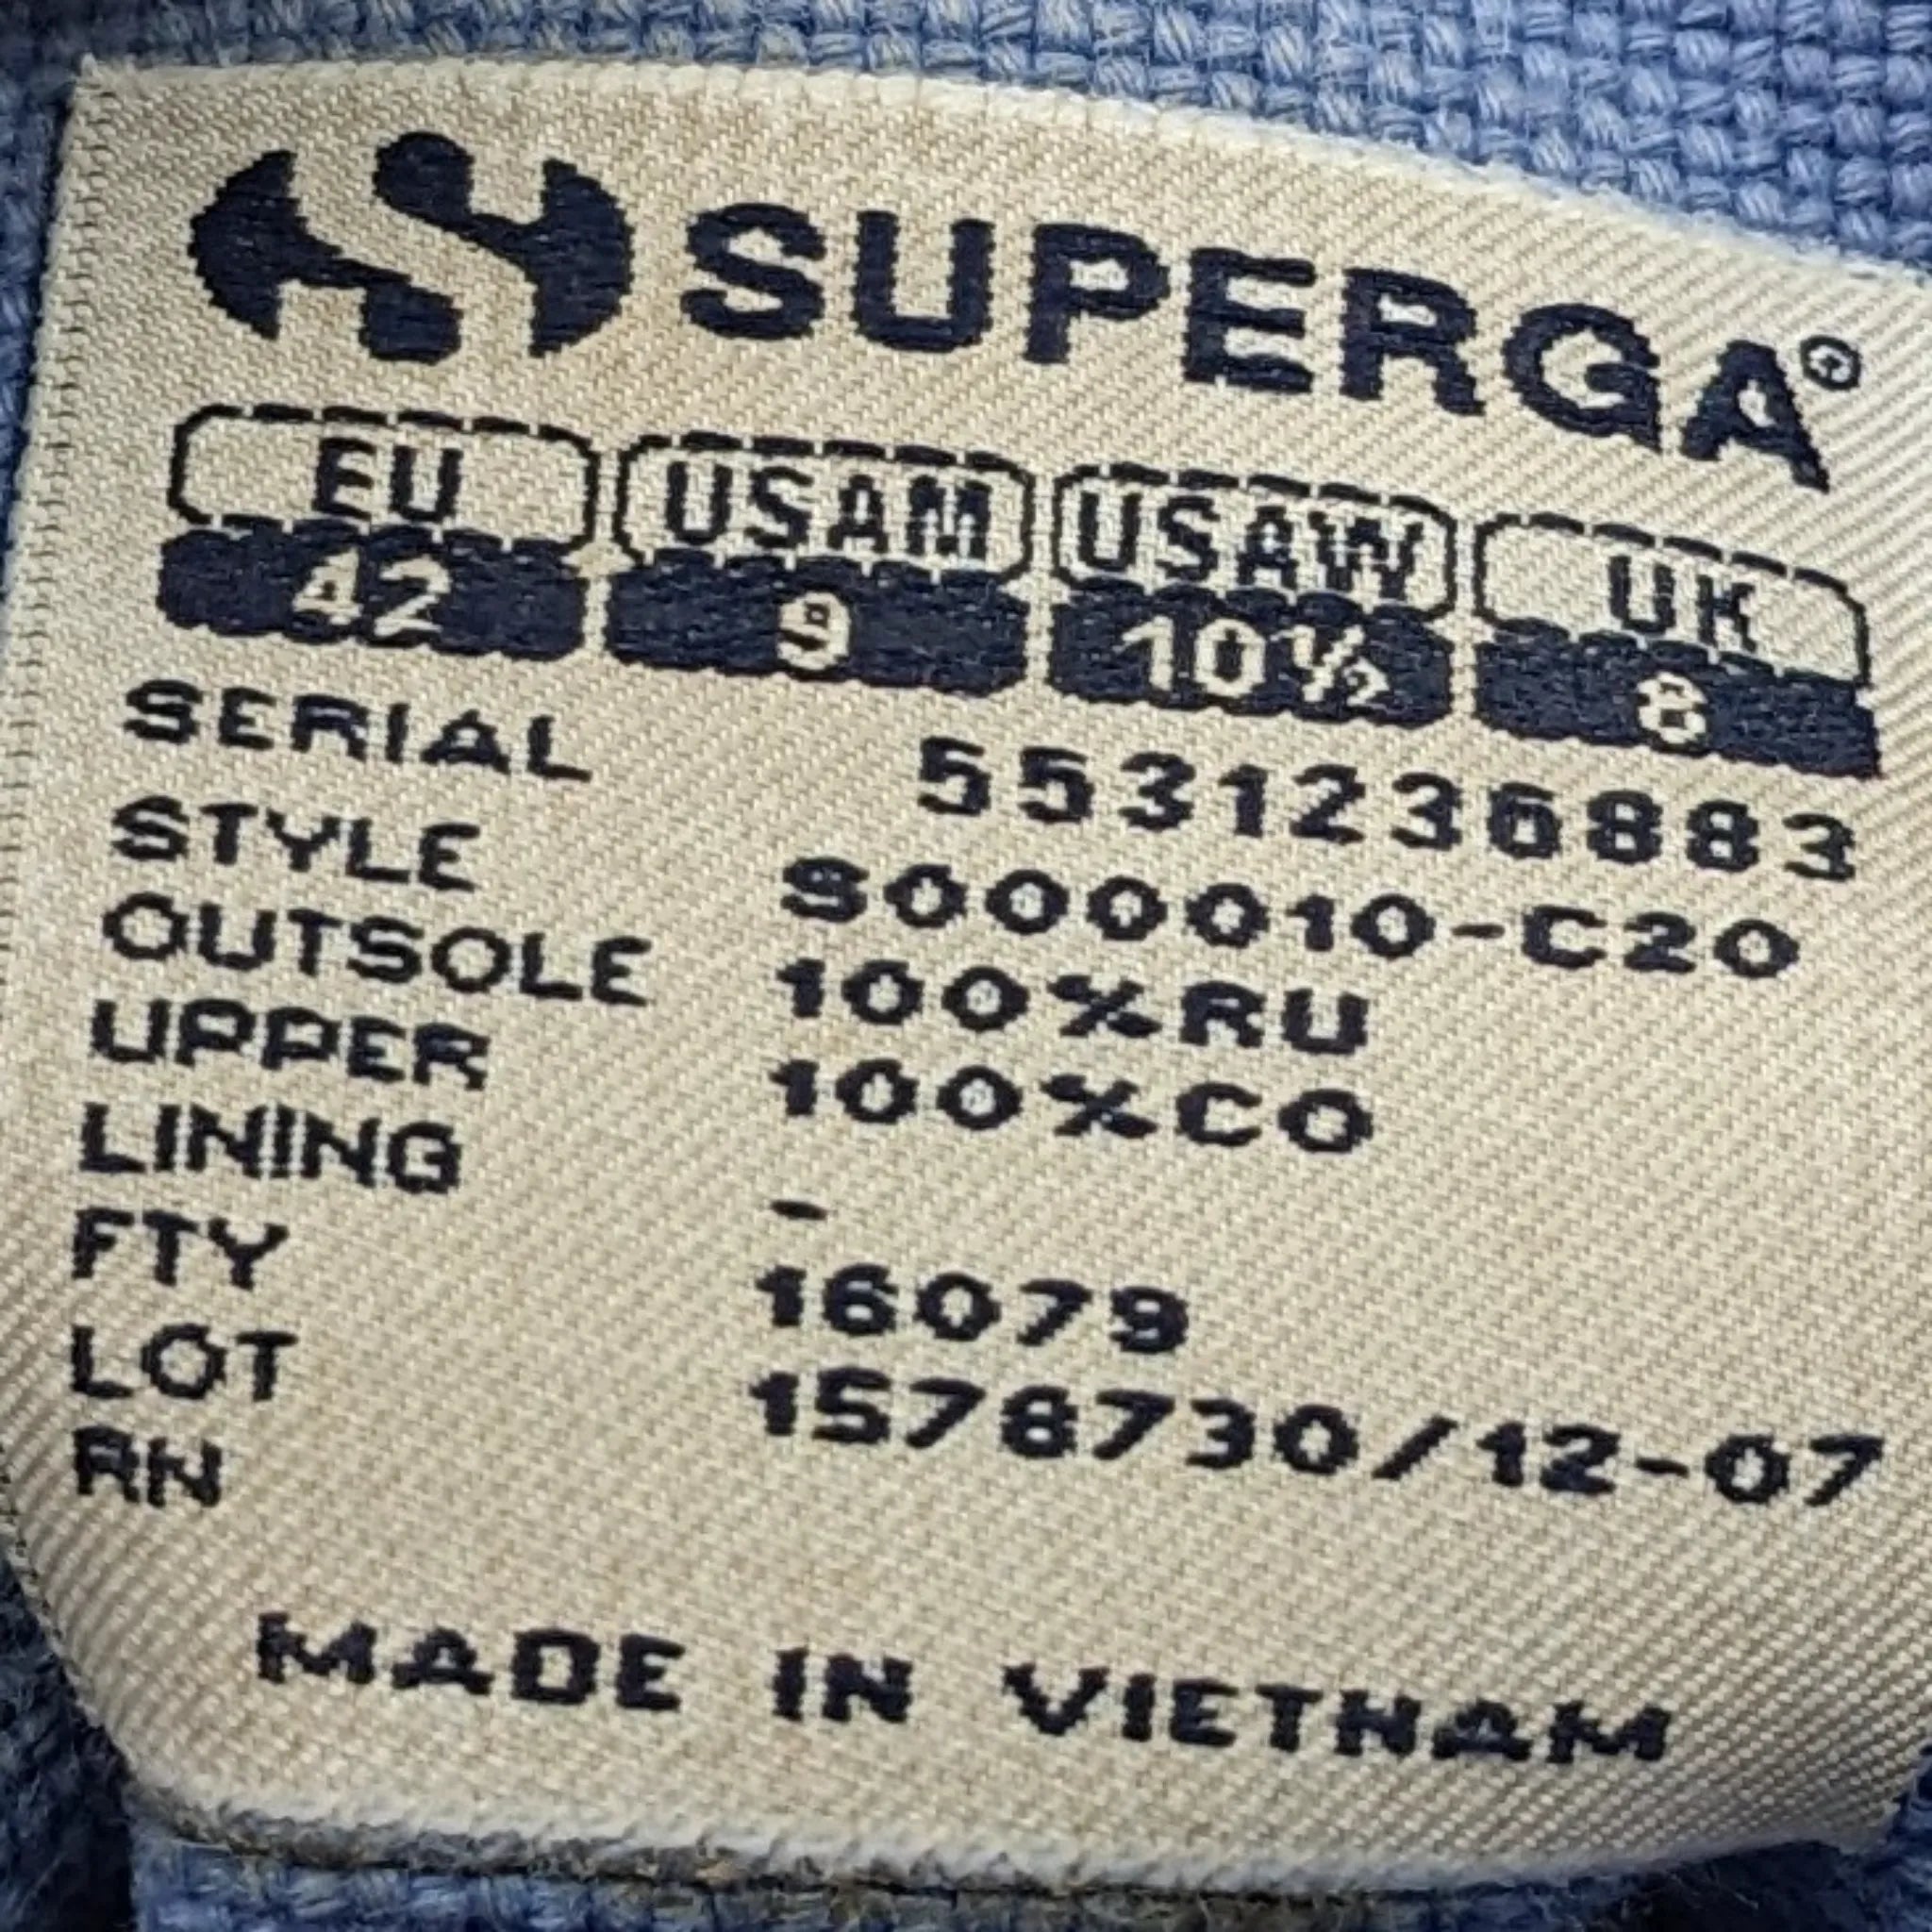 SUPERGA®
EU USAM USAW UK
42 9 10½ 8
SERIAL 5531236883
STYLE S000010-C20
OUTSOLE 100%RU
UPPER 100%CO
LINING -
FTY 16079
LOT 1578730/12-07
RN
MADE IN VIETNAM